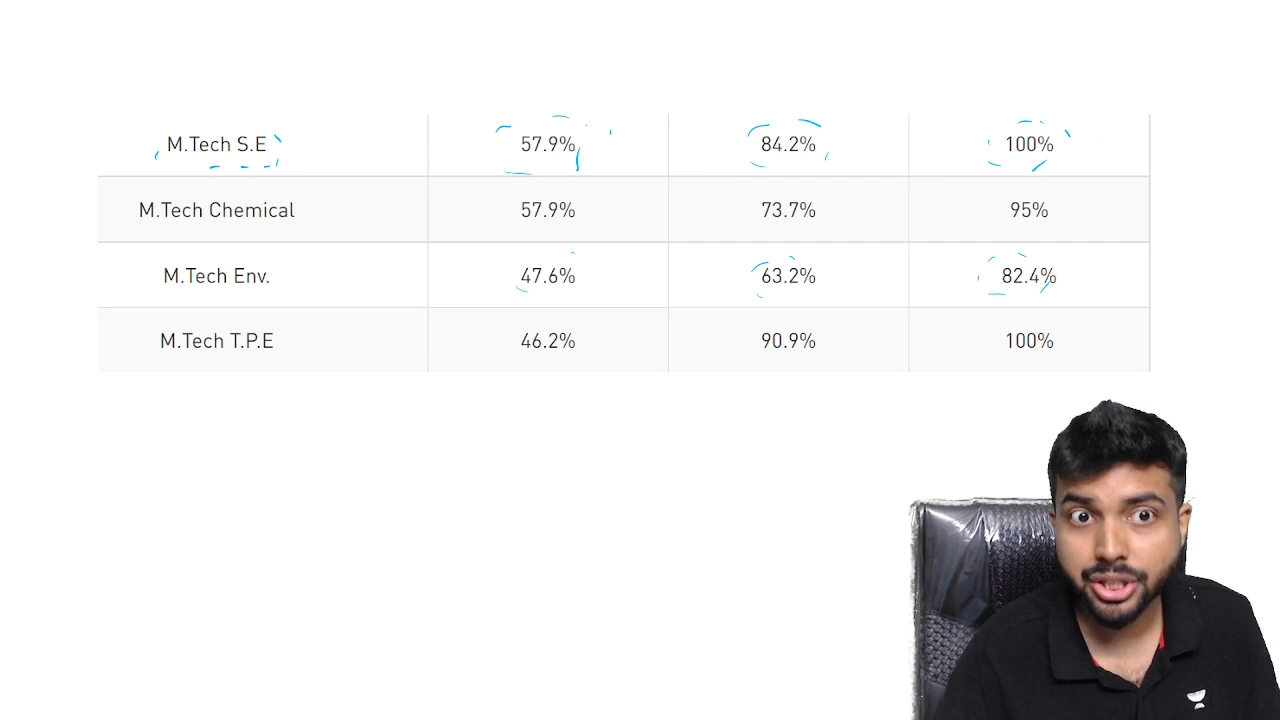 M.Tech S.E 57.9% 84.2% 100%
M.Tech Chemical 57.9% 73.7% 95%
M.Tech Env. 47.6% 63.2% 82.4%
M.Tech T.P.E 46.2% 90.9% 100%